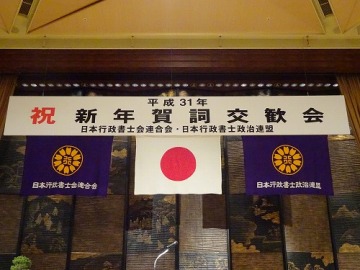 平成31年
祝 新年賀詞交歓会
日本行政書士会連合会・日本行政書士政治連盟
日本行政書士会連合会
日本行政書士政治連盟